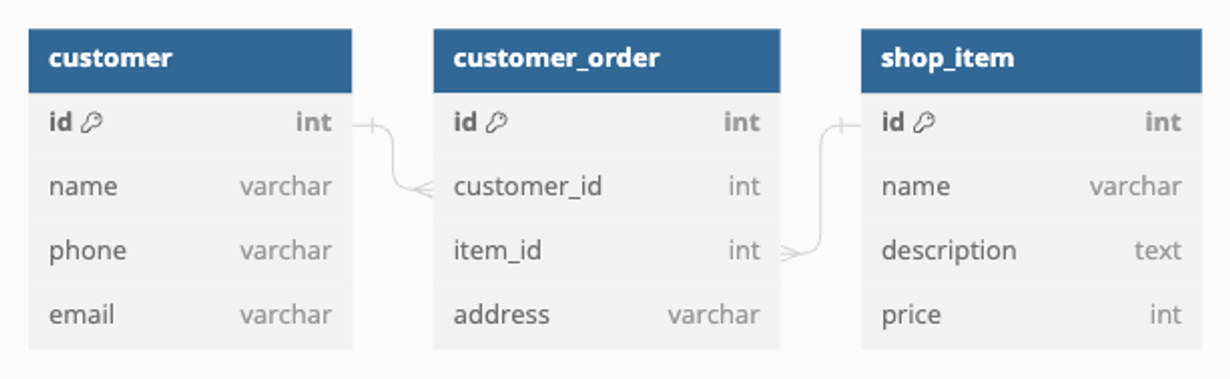 customer
id int
name varchar
phone varchar
email varchar
customer_order
id int
customer_id int
item_id int
address varchar
shop_item
id int
name varchar
description text
price int